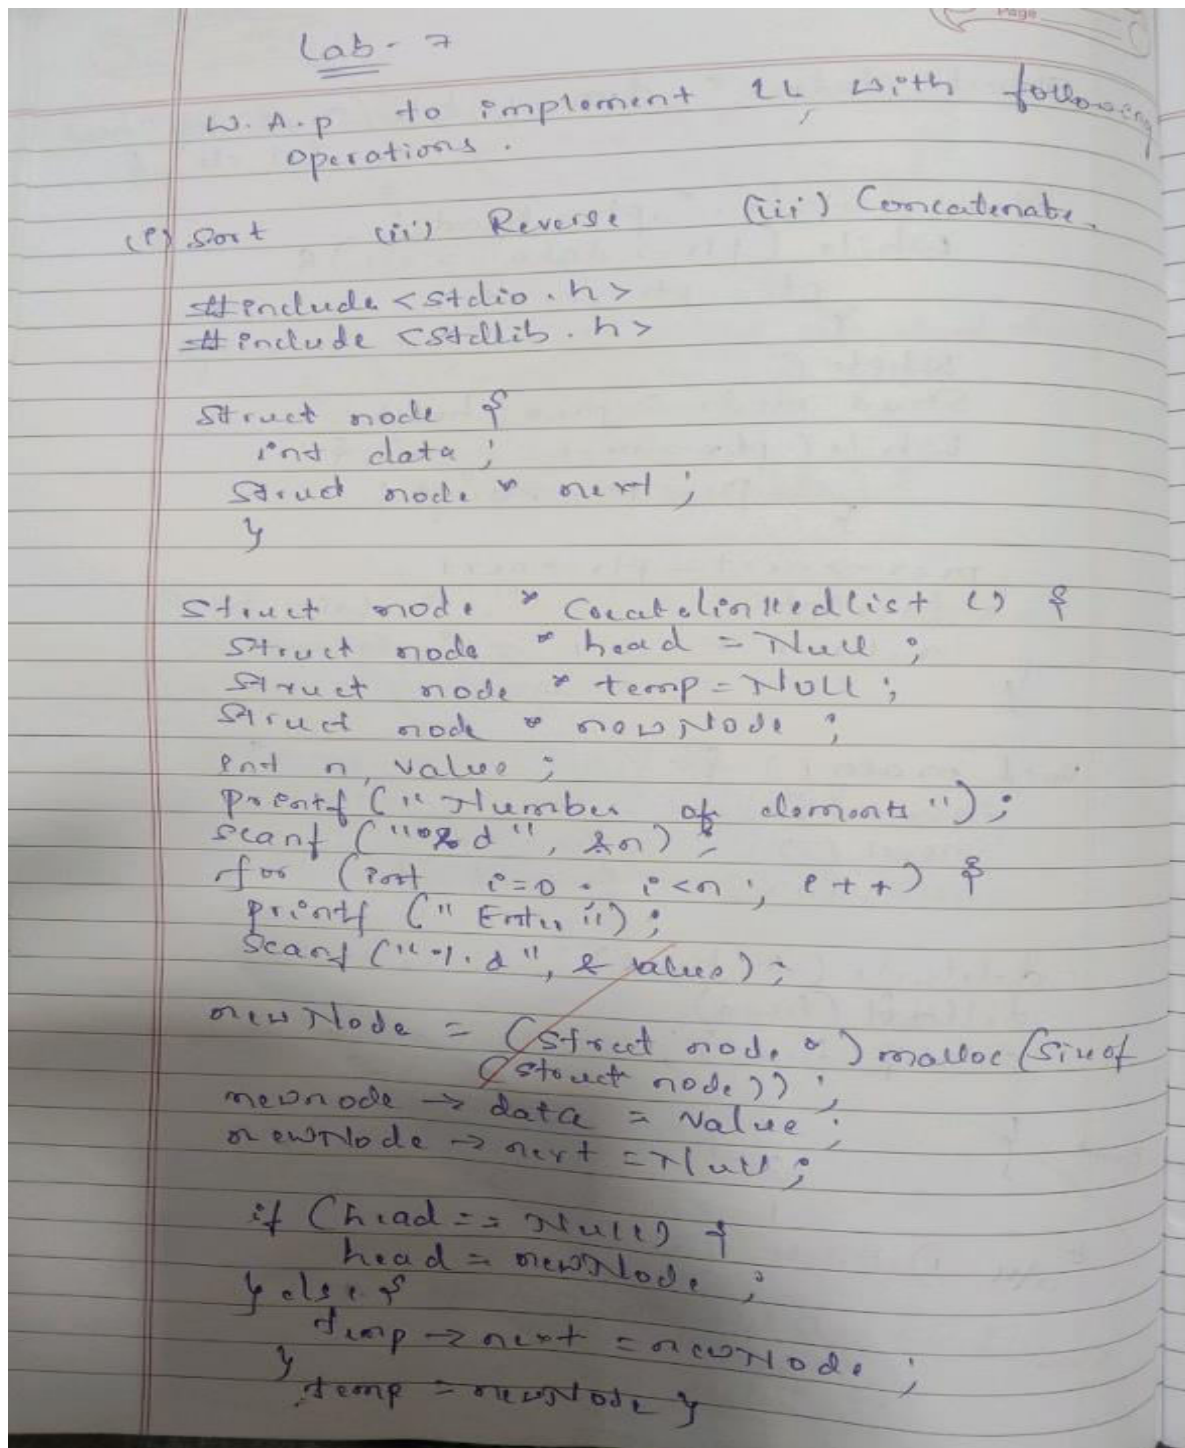 Page
Lab - 7
W.A.P to implement LL with following
operations.
(i) Sort (ii) Reverse (iii) Concatenate.
#include <stdio.h>
#include <stdlib.h>
struct node {
int data;
struct node * next;
}
struct node * Createlinkedlist () {
struct node * head = Null;
struct node * temp = NULL;
struct node * newNode;
int n, value;
printf ("Number of elements");
scanf ("%d", &n);
for (int i=0; i<n; i++) {
printf ("Enter");
scanf ("%d", &value);
newNode = (struct node *) malloc (sizeof
(struct node));
newnode -> data = value;
newNode -> next = Null;
if (head == Null) {
head = newNode;
} else {
temp -> next = newNode;
}
temp = newNode }